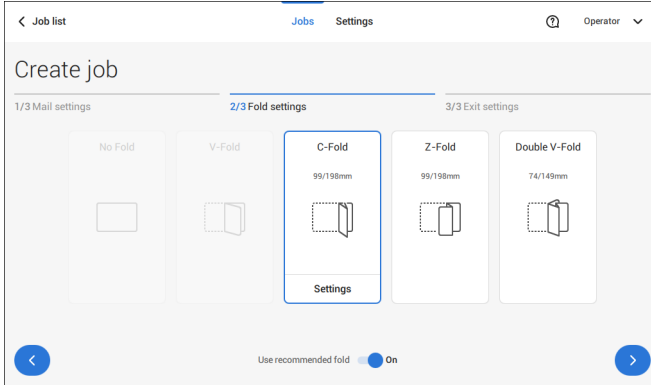 Job list
Jobs
Settings
Operator
Create job
1/3 Mail settings
2/3 Fold settings
3/3 Exit settings
No Fold
V-Fold
C-Fold
Z-Fold
Double V-Fold
99/198mm
99/198mm
74/149mm
Settings
Use recommended fold
On